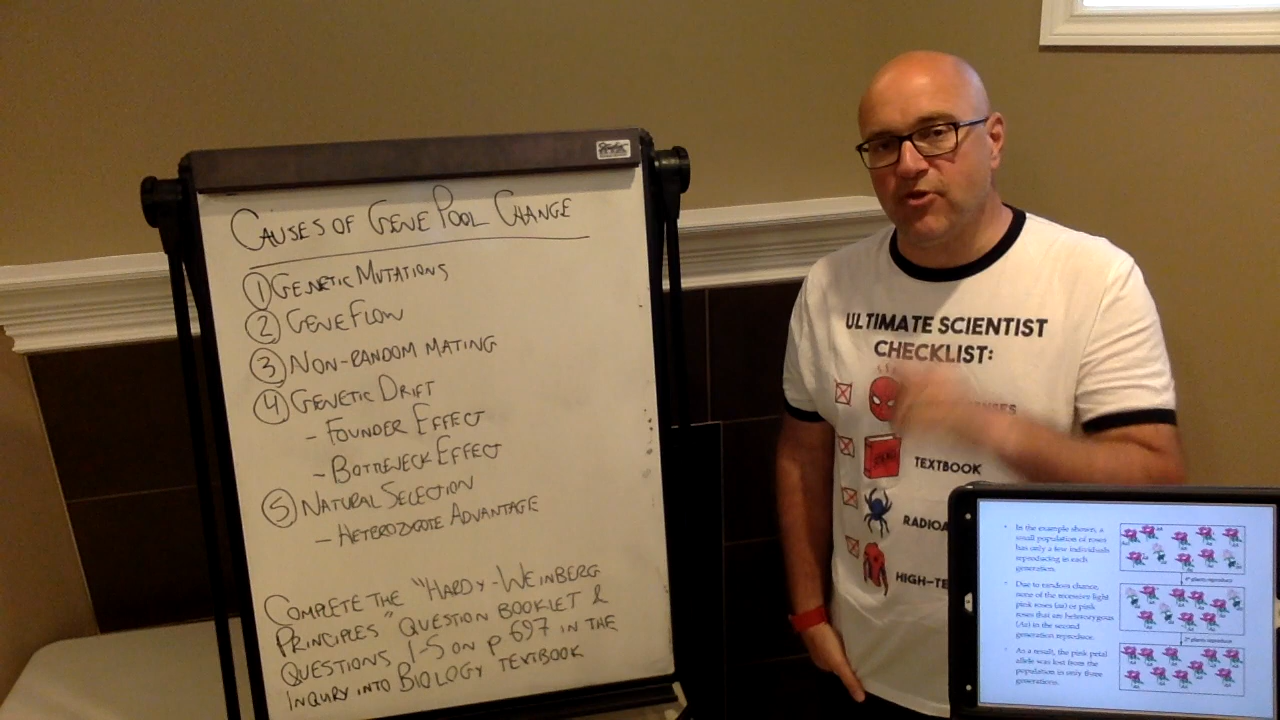 CAUSES OF GENE POOL CHANGE
① GENETIC MUTATIONS
② GENE FLOW
③ NON-RANDOM MATING
④ GENETIC DRIFT
- FOUNDER EFFECT
- BOTTLENECK EFFECT
⑤ NATURAL SELECTION
- HETEROZYGOTE ADVANTAGE
COMPLETE THE "HARDY-WEINBERG
PRINCIPLES" QUESTION BOOKLET &
QUESTIONS 1-5 ON p 697 IN THE
INQUIRY INTO BIOLOGY TEXTBOOK
ULTIMATE SCIENTIST
CHECKLIST:
TEXTBOOK
RADIOA
HIGH-TE
• In the example shown, a
small population of roses
has only a few individuals
reproducing in each
generation.
• Due to random chance,
none of the recessive light
pink roses (aa) or pink
roses that are heterozygous
(Aa) in the second
generation reproduce.
• As a result, the pink petal
allele was lost from the
population in only three
generations.
plants reproduce
plants reproduce